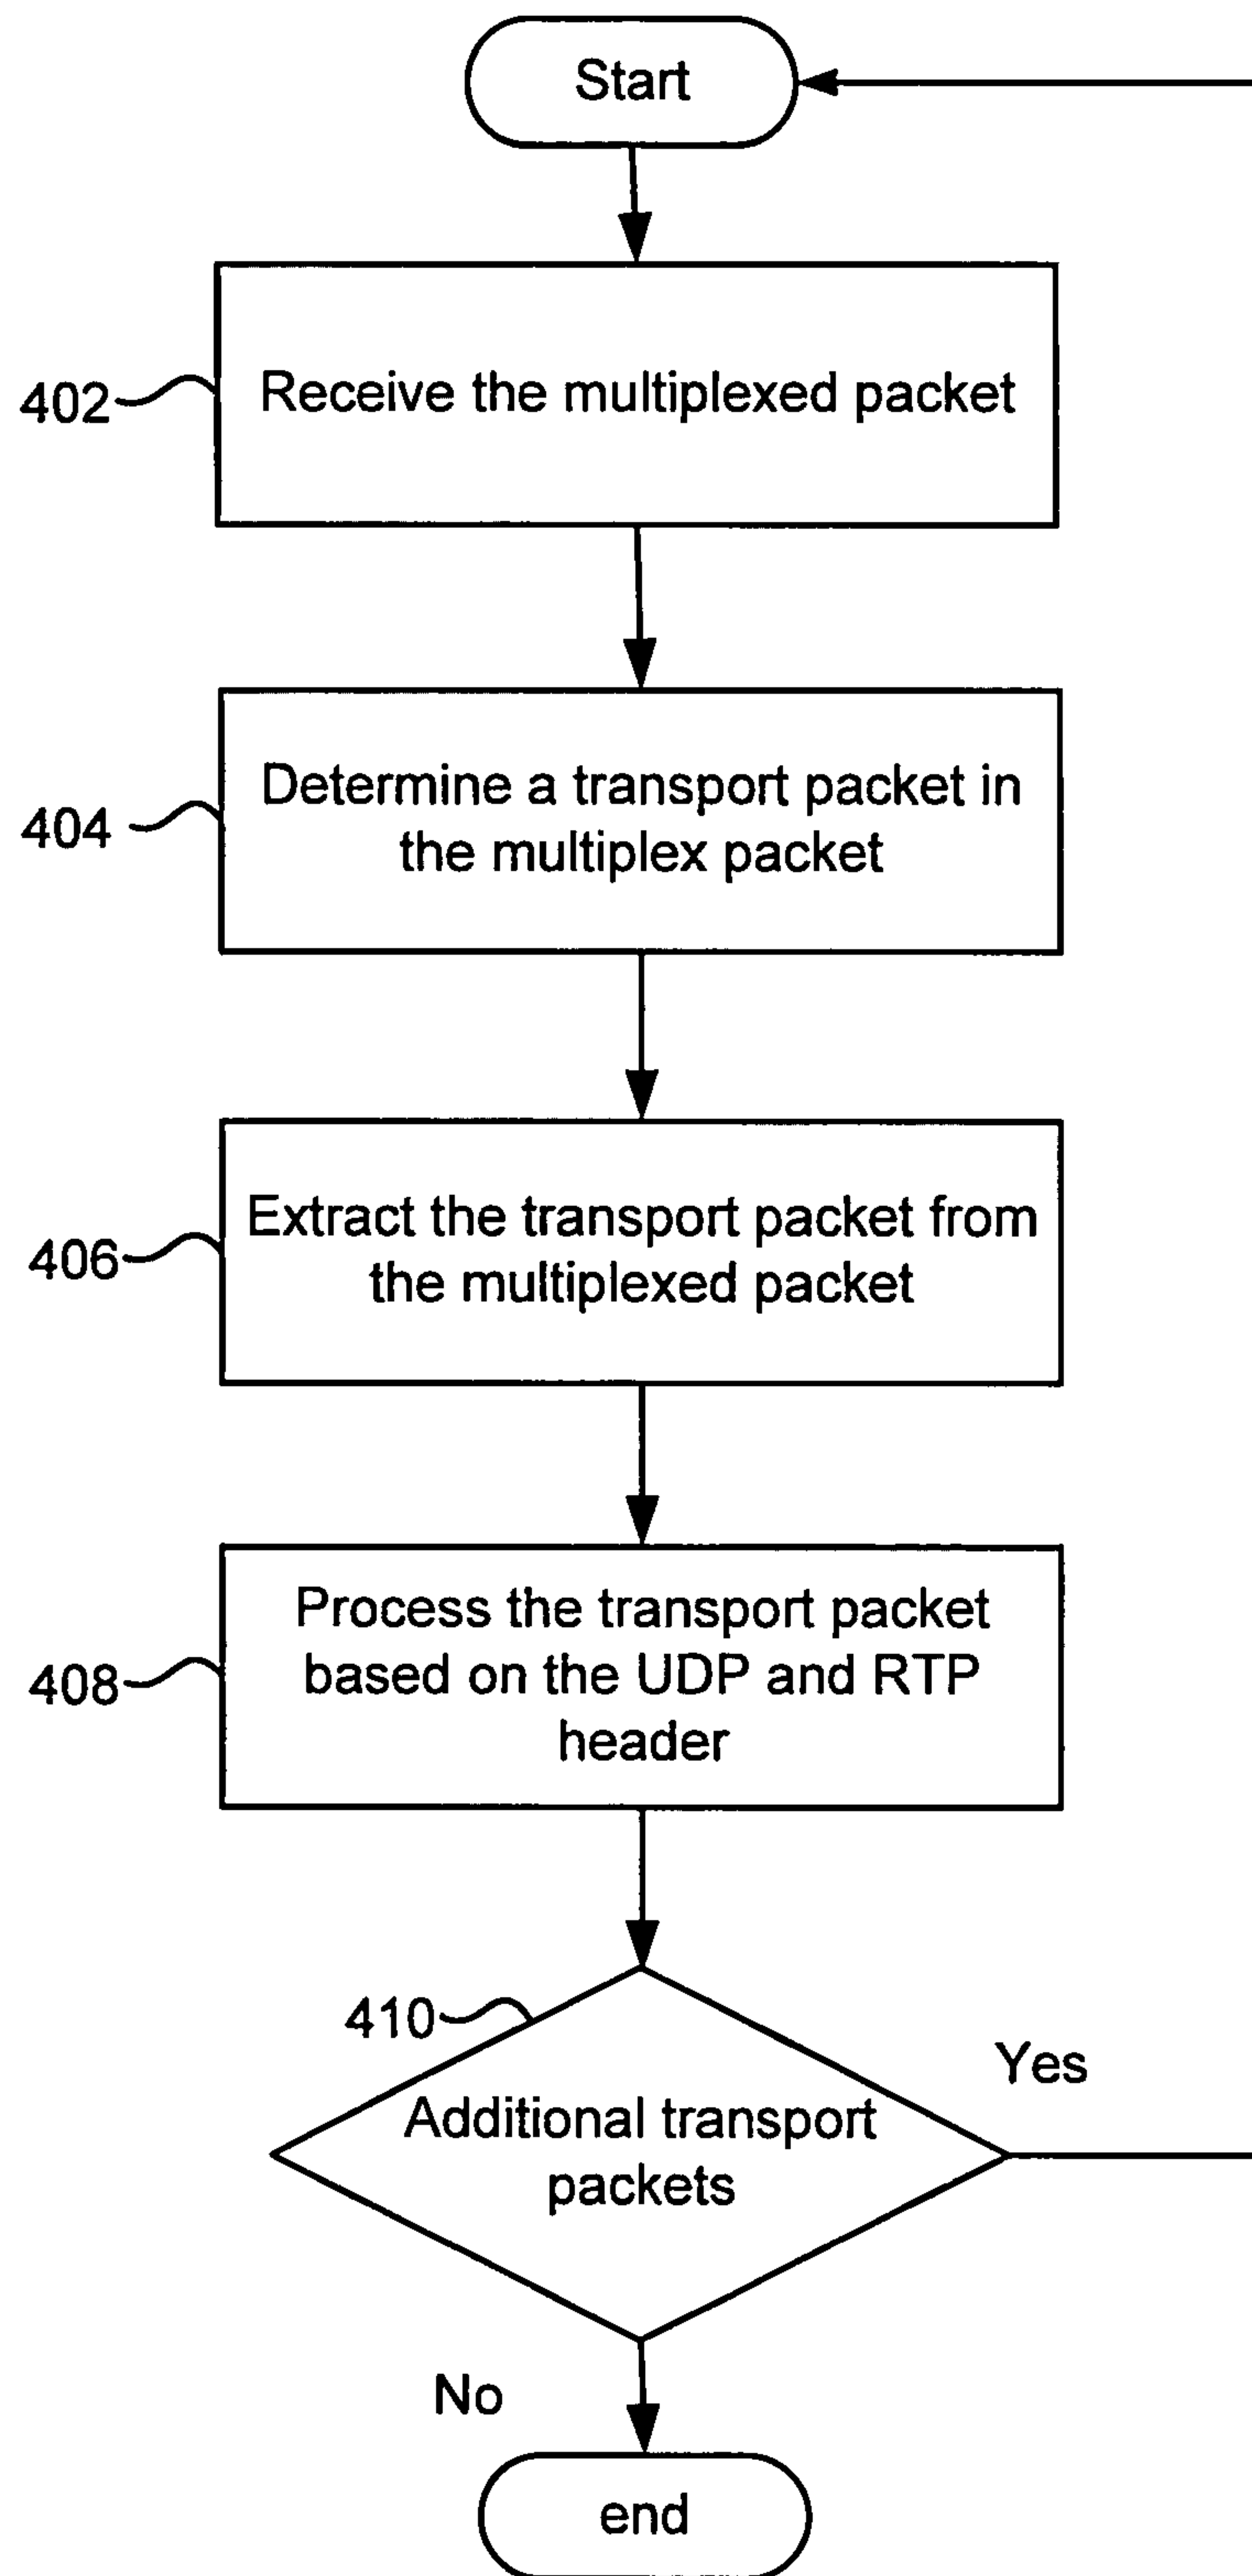 Start
402
Receive the multiplexed packet
404
Determine a transport packet in
the multiplex packet
406
Extract the transport packet from
the multiplexed packet
408
Process the transport packet
based on the UDP and RTP
header
410
Additional transport
packets
Yes
No
end